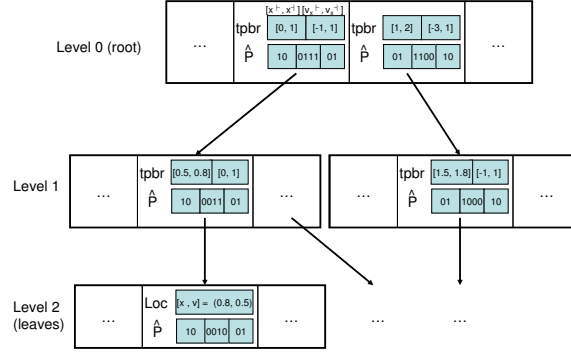 [x⊢, x⊣] [vₓ⊢, vₓ⊣]
Level 0 (root)
... tpbr [0, 1] [-1, 1] tpbr [1, 2] [-3, 1] ...
P̂ 10 0111 01 P̂ 01 1100 10
Level 1
... tpbr [0.5, 0.8] [0, 1] ... ... tpbr [1.5, 1.8] [-1, 1] ...
P̂ 10 0011 01 P̂ 01 1000 10
Level 2
(leaves)
... Loc [x , v] = (0.8, 0.5) ... ... ...
P̂ 10 0010 01